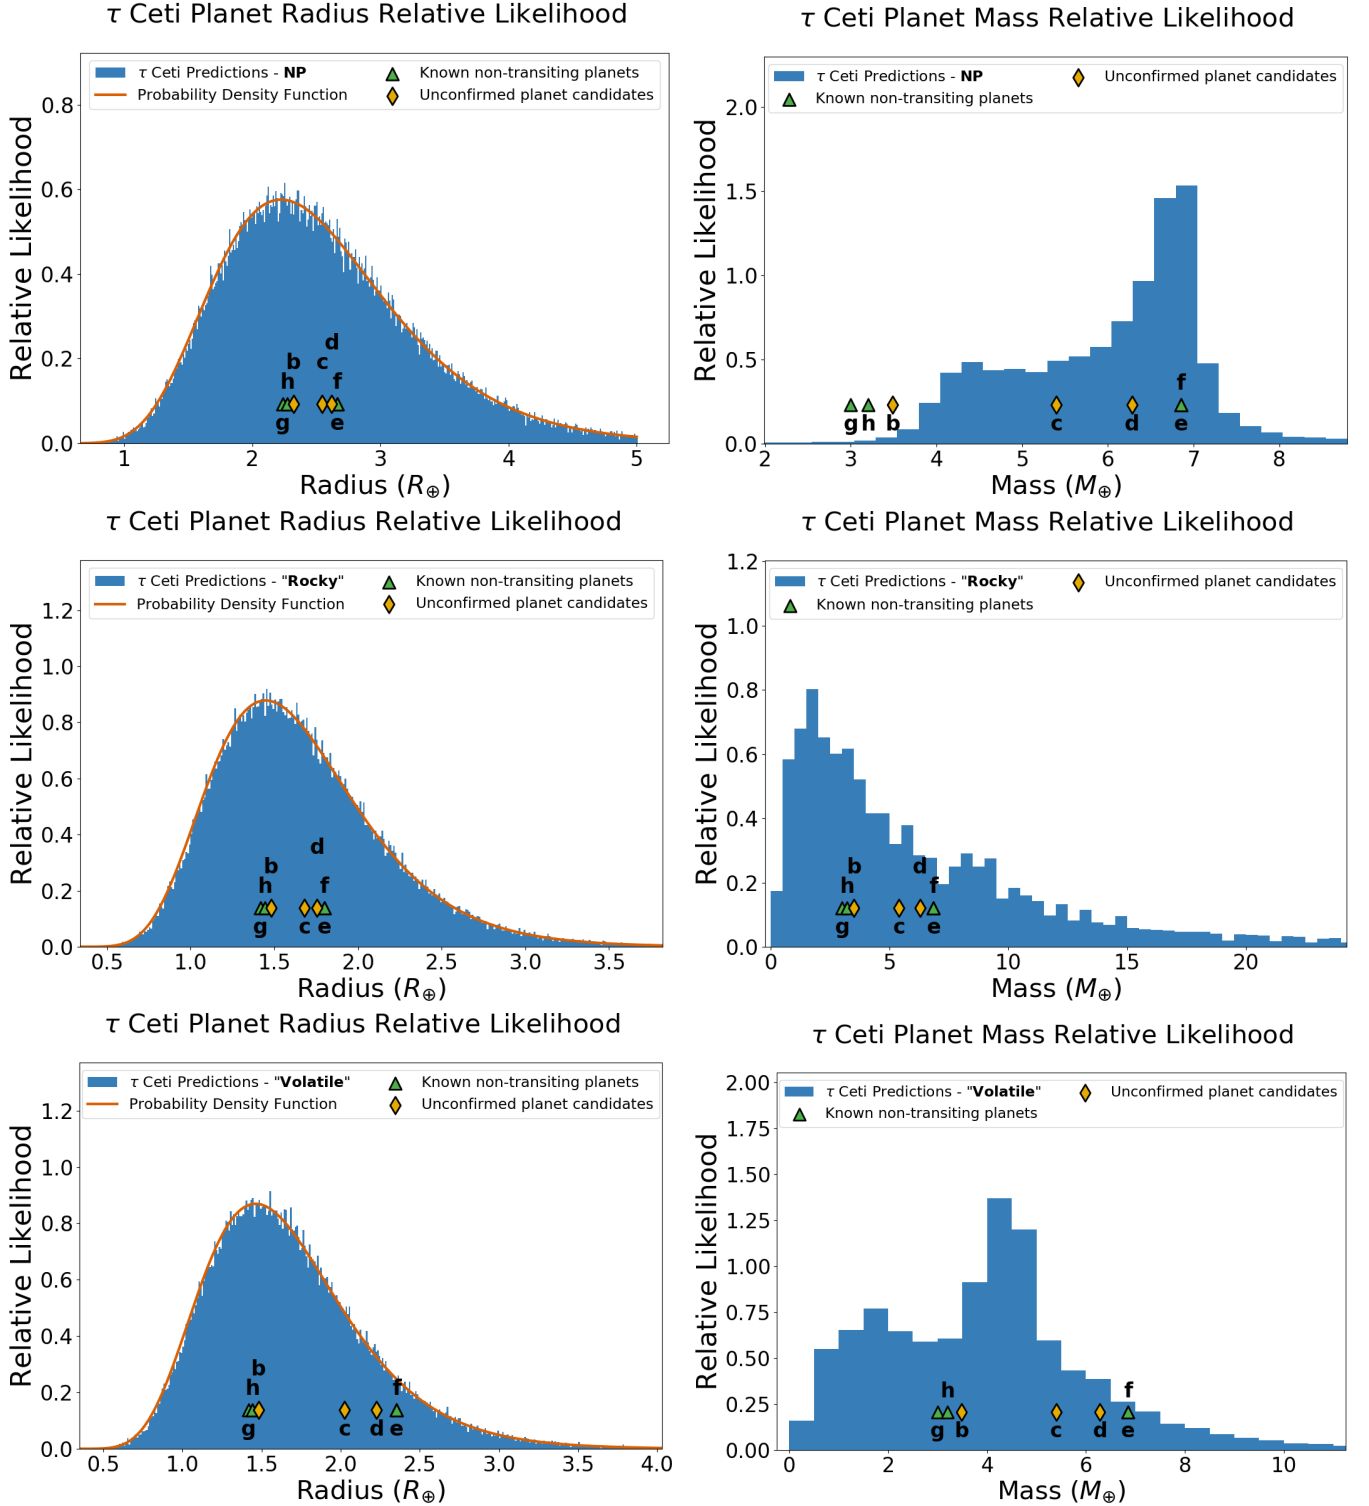 τ Ceti Planet Radius Relative Likelihood
τ Ceti Predictions - NP
Probability Density Function
Known non-transiting planets
Unconfirmed planet candidates
Relative Likelihood
0.8
0.6
0.4
0.2
0.0
d
b c
h f
g e
1 2 3 4 5
Radius (R⊕)
τ Ceti Planet Mass Relative Likelihood
τ Ceti Predictions - NP
Known non-transiting planets
Unconfirmed planet candidates
Relative Likelihood
2.0
1.5
1.0
0.5
0.0
f
g h b c d e
2 3 4 5 6 7 8
Mass (M⊕)
τ Ceti Planet Radius Relative Likelihood
τ Ceti Predictions - "Rocky"
Probability Density Function
Known non-transiting planets
Unconfirmed planet candidates
Relative Likelihood
1.2
1.0
0.8
0.6
0.4
0.2
0.0
d
b
h f
g c e
0.5 1.0 1.5 2.0 2.5 3.0 3.5
Radius (R⊕)
τ Ceti Planet Mass Relative Likelihood
τ Ceti Predictions - "Rocky"
Known non-transiting planets
Unconfirmed planet candidates
Relative Likelihood
1.2
1.0
0.8
0.6
0.4
0.2
0.0
b d
h f
g c e
0 5 10 15 20
Mass (M⊕)
τ Ceti Planet Radius Relative Likelihood
τ Ceti Predictions - "Volatile"
Probability Density Function
Known non-transiting planets
Unconfirmed planet candidates
Relative Likelihood
1.2
1.0
0.8
0.6
0.4
0.2
0.0
b
h f
g c d e
0.5 1.0 1.5 2.0 2.5 3.0 3.5 4.0
Radius (R⊕)
τ Ceti Planet Mass Relative Likelihood
τ Ceti Predictions - "Volatile"
Known non-transiting planets
Unconfirmed planet candidates
Relative Likelihood
2.00
1.75
1.50
1.25
1.00
0.75
0.50
0.25
0.00
h f
g b c d e
0 2 4 6 8 10
Mass (M⊕)